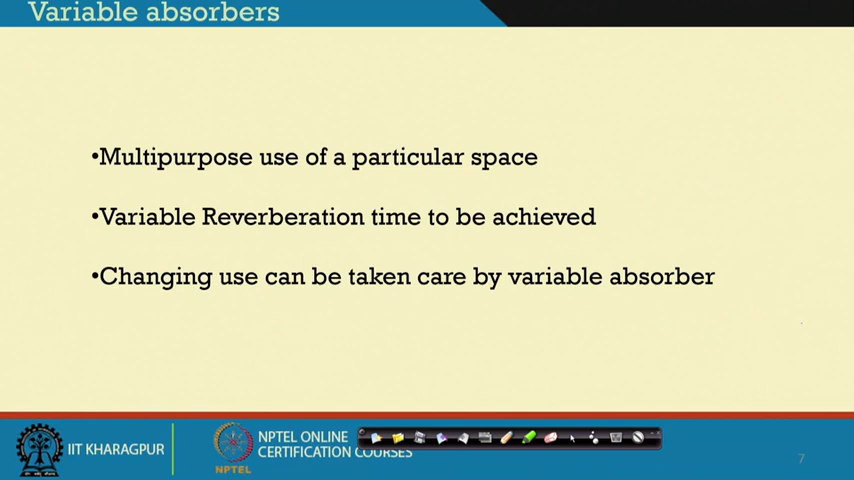 Variable absorbers
•Multipurpose use of a particular space
•Variable Reverberation time to be achieved
•Changing use can be taken care by variable absorber
IIT KHARAGPUR
NPTEL
NPTEL ONLINE
CERTIFICATION COURSES
7